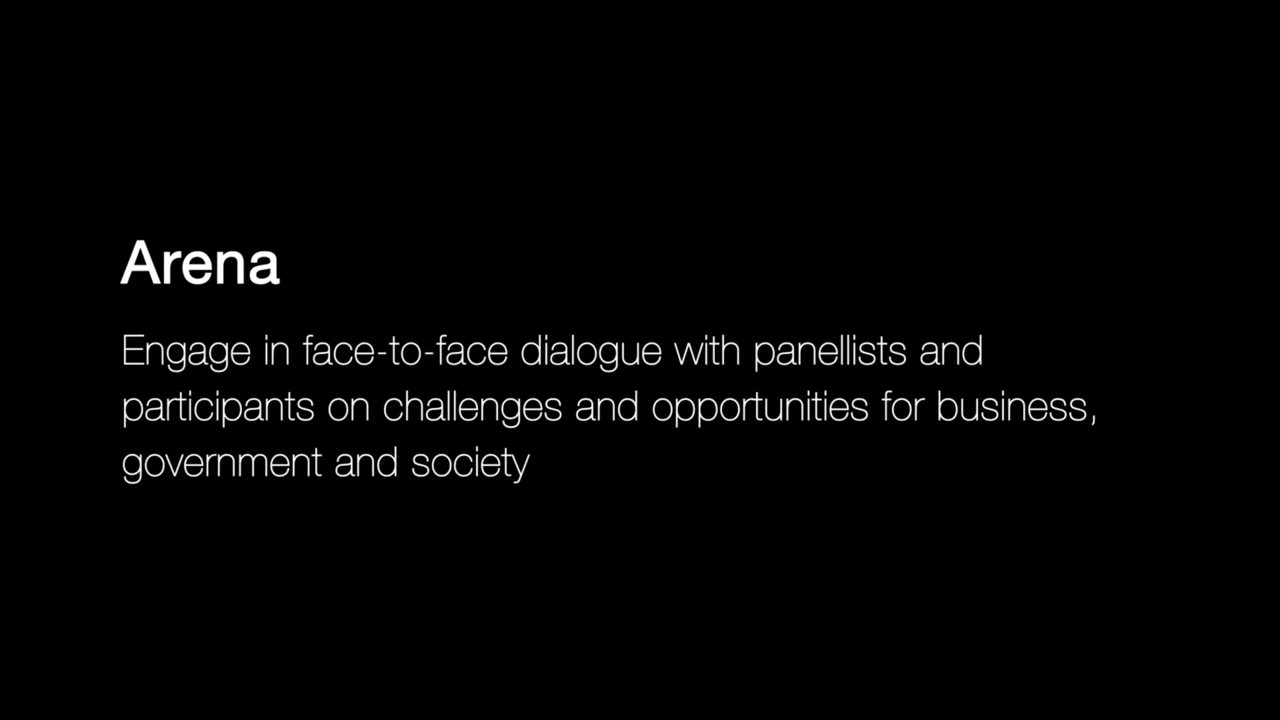 Arena
Engage in face-to-face dialogue with panellists and
participants on challenges and opportunities for business,
government and society